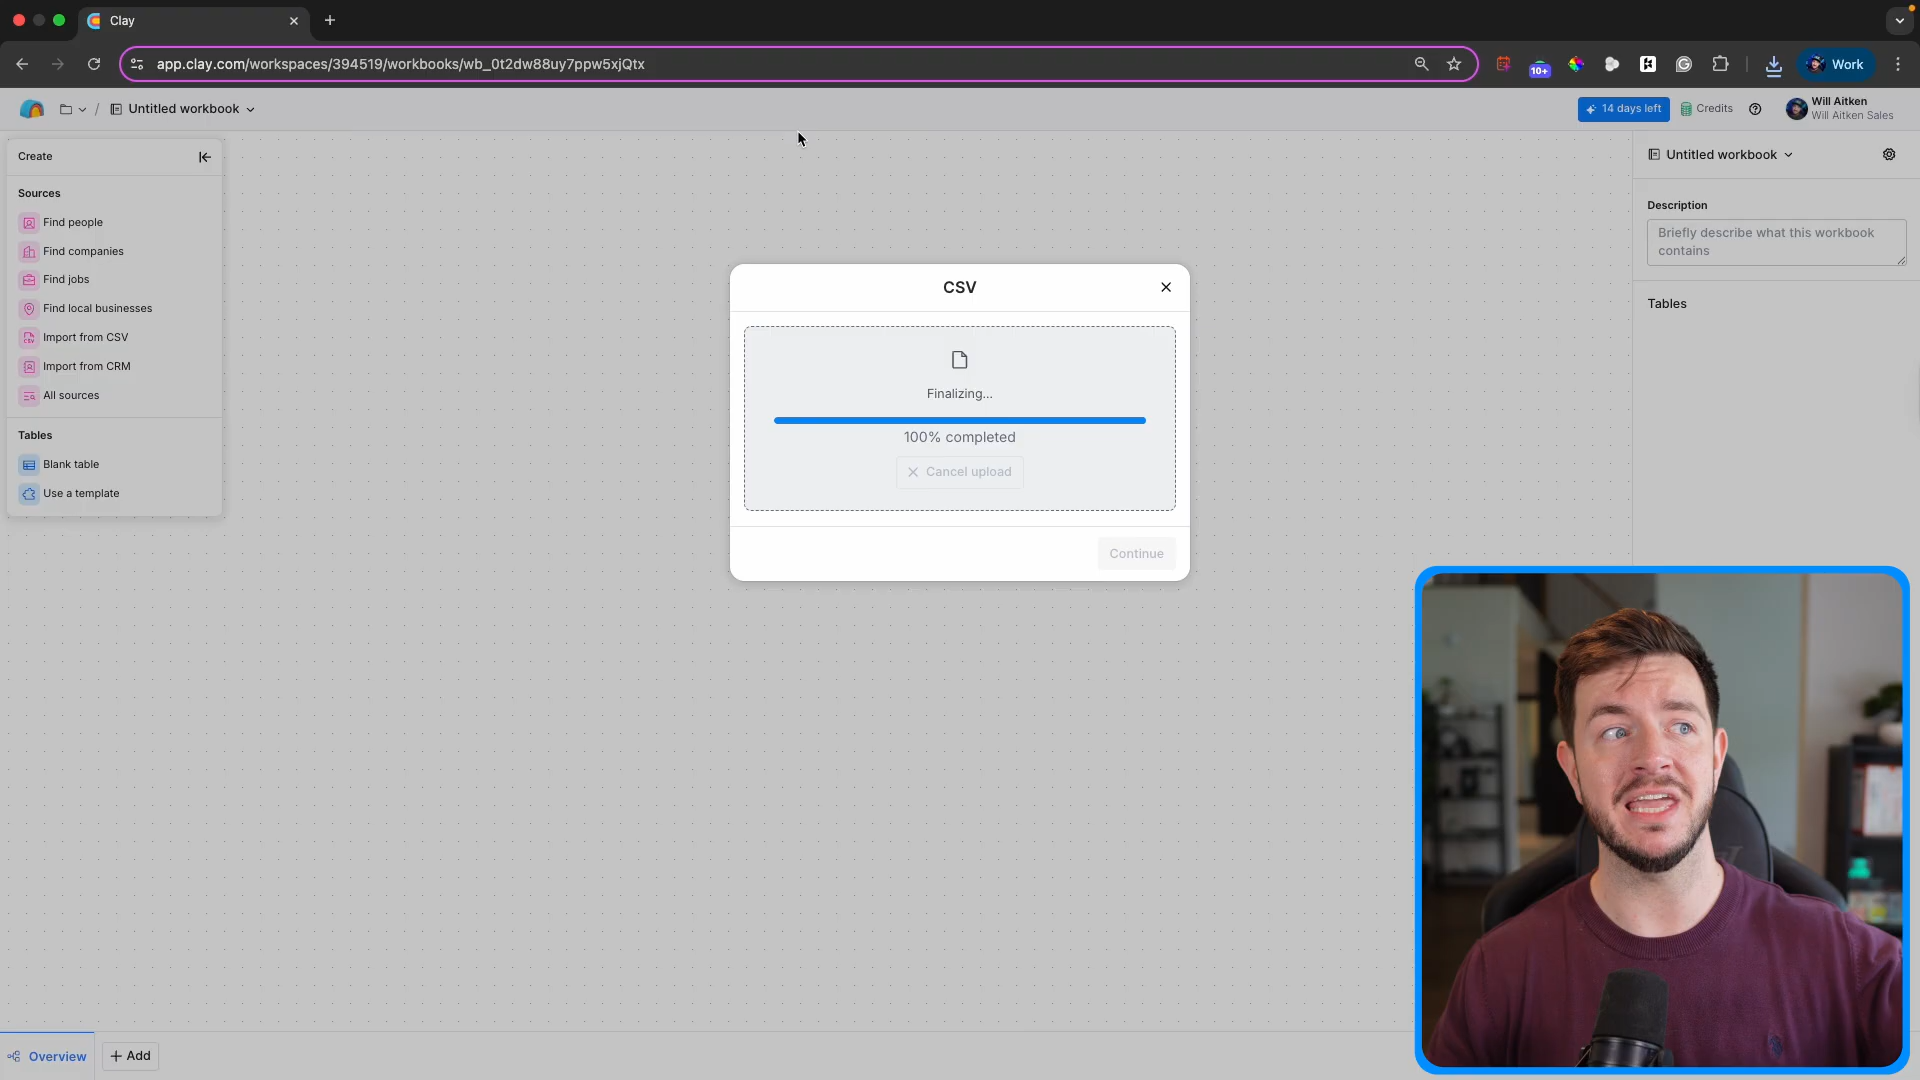 Clay
app.clay.com/workspaces/394519/workbooks/wb_0t2dw88uy7ppw5xjQtx
10+
Work
/ Untitled workbook
14 days left
Credits
Will Aitken
Will Aitken Sales
Create
Sources
Find people
Find companies
Find jobs
Find local businesses
Import from CSV
Import from CRM
All sources
Tables
Blank table
Use a template
CSV
Finalizing...
100% completed
Cancel upload
Continue
Untitled workbook
Description
Briefly describe what this workbook
contains
Tables
Overview
+ Add